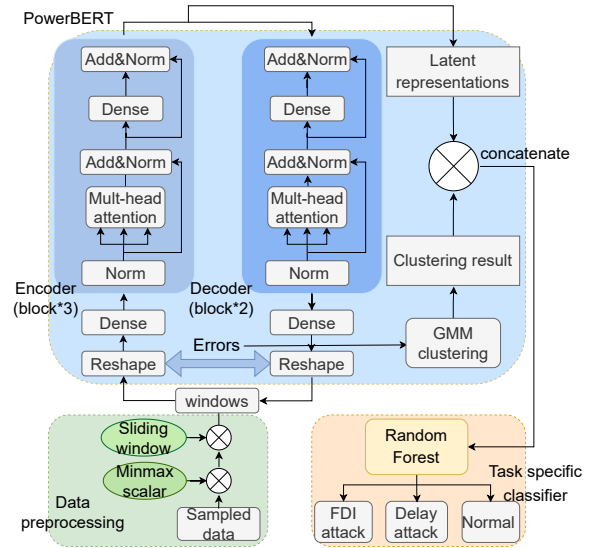 PowerBERT
Add&Norm
Dense
Add&Norm
Mult-head
attention
Norm
Encoder
(block*3)
Dense
Reshape
Add&Norm
Dense
Add&Norm
Mult-head
attention
Norm
Decoder
(block*2)
Dense
Reshape
Errors
Latent
representations
concatenate
Clustering result
GMM
clustering
windows
Sliding
window
Minmax
scalar
Data
preprocessing
Sampled
data
Random
Forest
Task specific
classifier
FDI
attack
Delay
attack
Normal